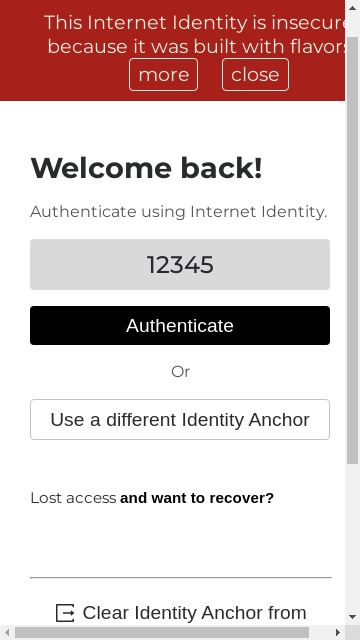 This Internet Identity is insecure
because it was built with flavors
more close
Welcome back!
Authenticate using Internet Identity.
12345
Authenticate
Or
Use a different Identity Anchor
Lost access and want to recover?
Clear Identity Anchor from